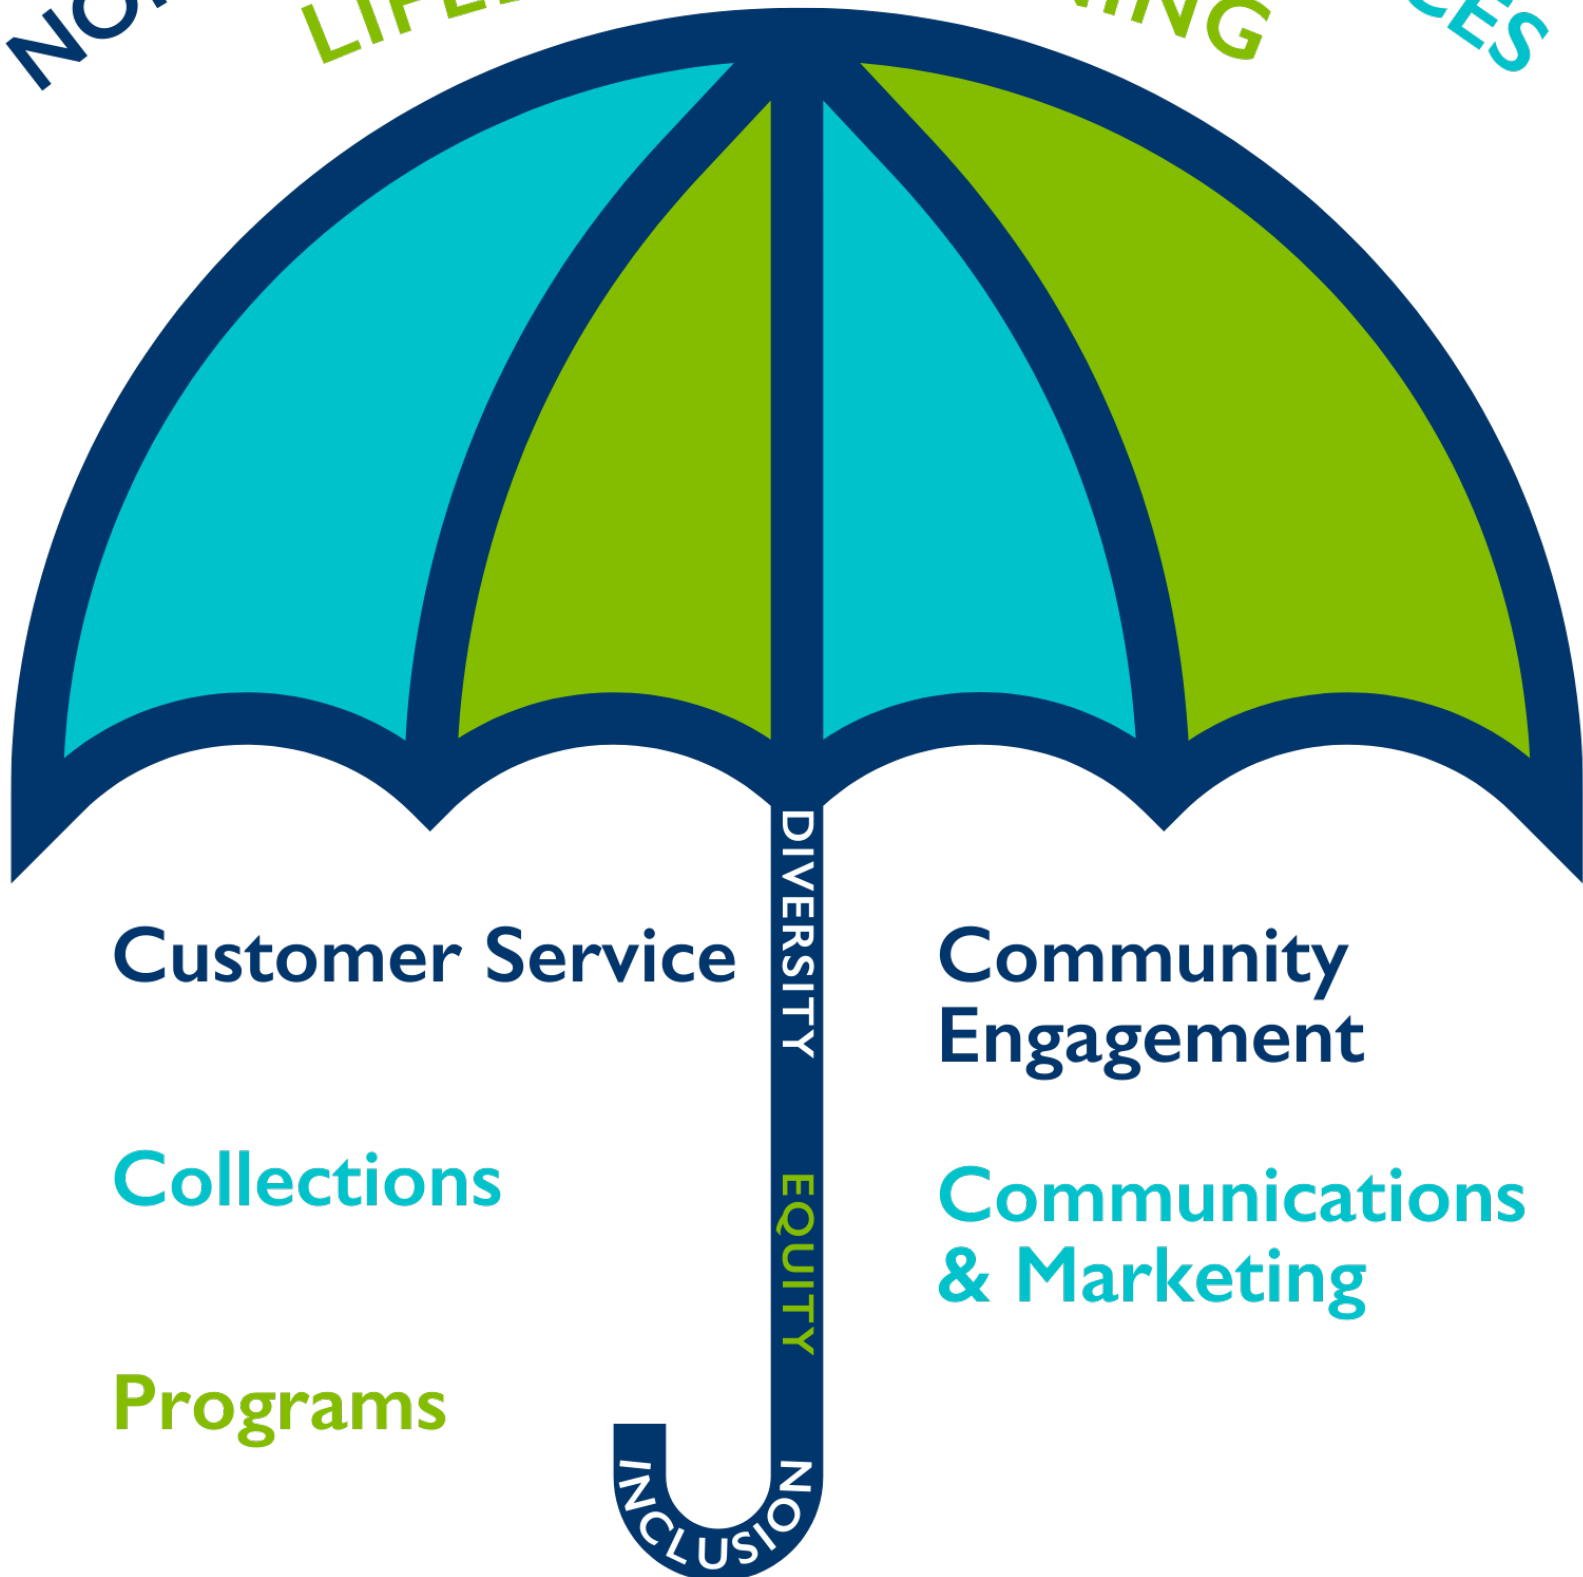 Customer Service
Collections
Programs
DIVERSITY
EQUITY
INCLUSION
Community
Engagement
Communications
& Marketing